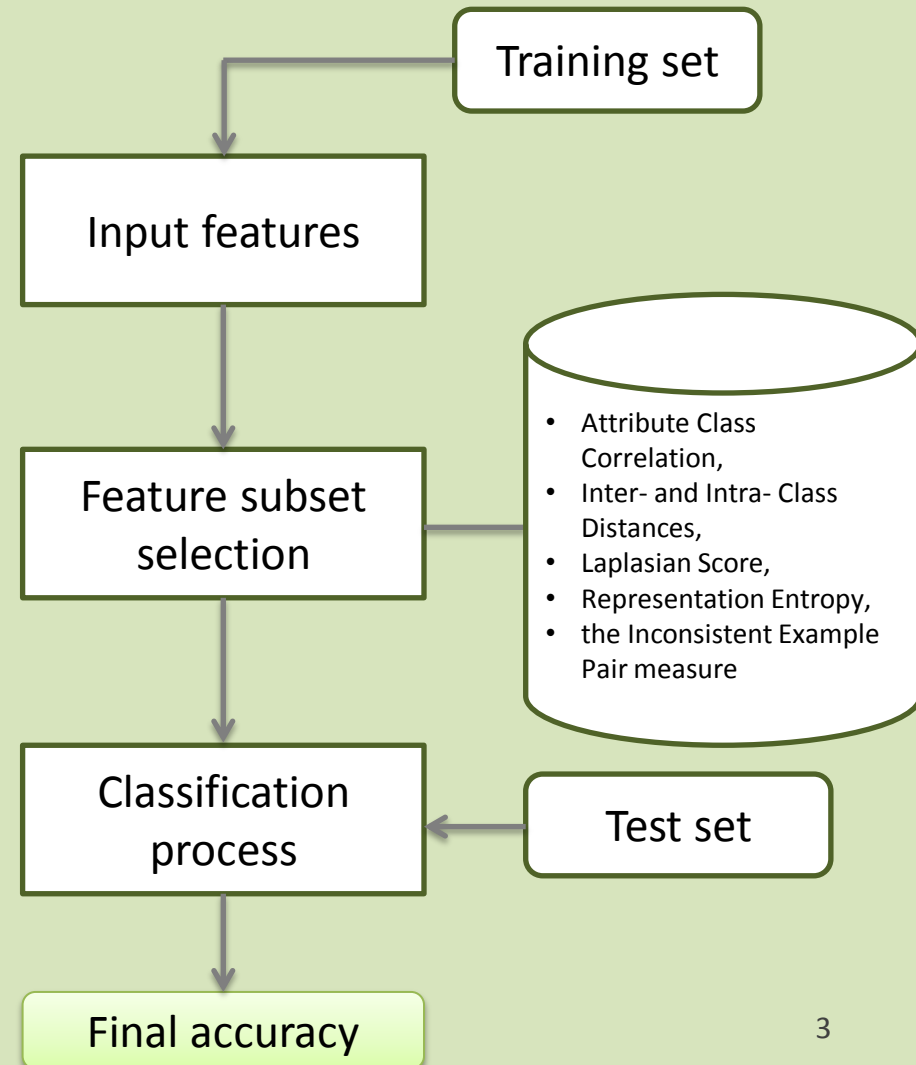 Training set
Input features
Feature subset
selection
• Attribute Class
Correlation,
• Inter- and Intra- Class
Distances,
• Laplasian Score,
• Representation Entropy,
• the Inconsistent Example
Pair measure
Classification
process
Test set
Final accuracy
3